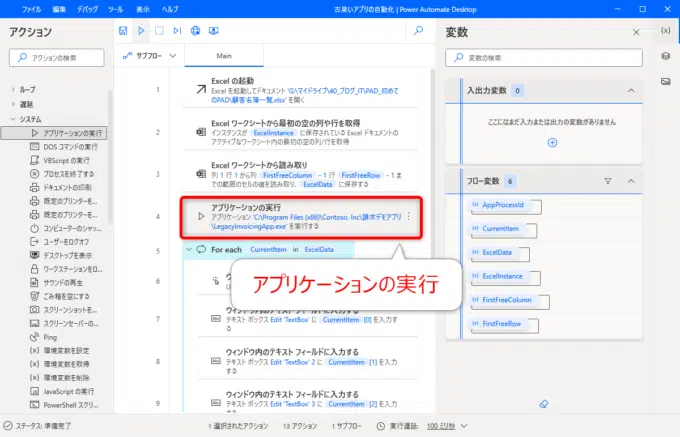 ファイル 編集 デバッグ ツール 表示 ヘルプ 古臭いアプリの自動化 | Power Automate Desktop
アクション
アクションの検索
ループ
遅延
システム
アプリケーションの実行
DOS コマンドの実行
VBScript の実行
プロセスを終了する
ドキュメントの印刷
既定のプリンターを...
既定のプリンターを...
コンピューターのシャッ...
ユーザーをログオフ
デスクトップを表示
ワークステーションをロ...
サウンドの再生
ごみ箱を空にする
スクリーンショットを...
スクリーンセーバーの...
Ping
環境変数を設定
環境変数を取得
環境変数を削除
JavaScript の実行
PowerShell スクリ...
サブフロー
Main
1
Excel の起動
Excel を起動してドキュメント 'G:\マイドライブ\40_ブログ_IT\PAD_初めて
のPAD\顧客名簿一覧.xlsx' を開く
2
Excel ワークシートから最初の空の列や行を取得
インスタンスが ExcelInstance に保存されている Excel ドキュメントの
アクティブなワークシート内の最初の空の列/行を取得
3
Excel ワークシートから読み取り
列 1 行 1 から列 FirstFreeColumn - 1 行 FirstFreeRow - 1 ま
での範囲のセルの値を読み取り、 ExcelData に保存する
4
アプリケーションの実行
アプリケーション 'C:\Program Files (x86)\Contoso, Inc\請求デモアプリ
\LegacyInvoicingApp.exe' を実行する
5
For each CurrentItem in ExcelData
アプリケーションの実行
6
7
テキスト ボックス Edit 'TextBox' に CurrentItem [0] を入力す
る
8
ウィンドウ内のテキスト フィールドに入力する
テキスト ボックス Edit 'TextBox' 2 に CurrentItem [1] を入力
する
9
ウィンドウ内のテキスト フィールドに入力する
テキスト ボックス Edit 'TextBox' 3 に CurrentItem [2] を入力
変数
{x}
変数の検索
入出力変数 0
ここにはまだ入力または出力の変数がありません
フロー変数 6
AppProcessId
CurrentItem
ExcelData
ExcelInstance
FirstFreeColumn
FirstFreeRow
ステータス: 準備完了 1 選択されたアクション 13 アクション 1 サブフロー 実行遅延: 100 ミリ秒